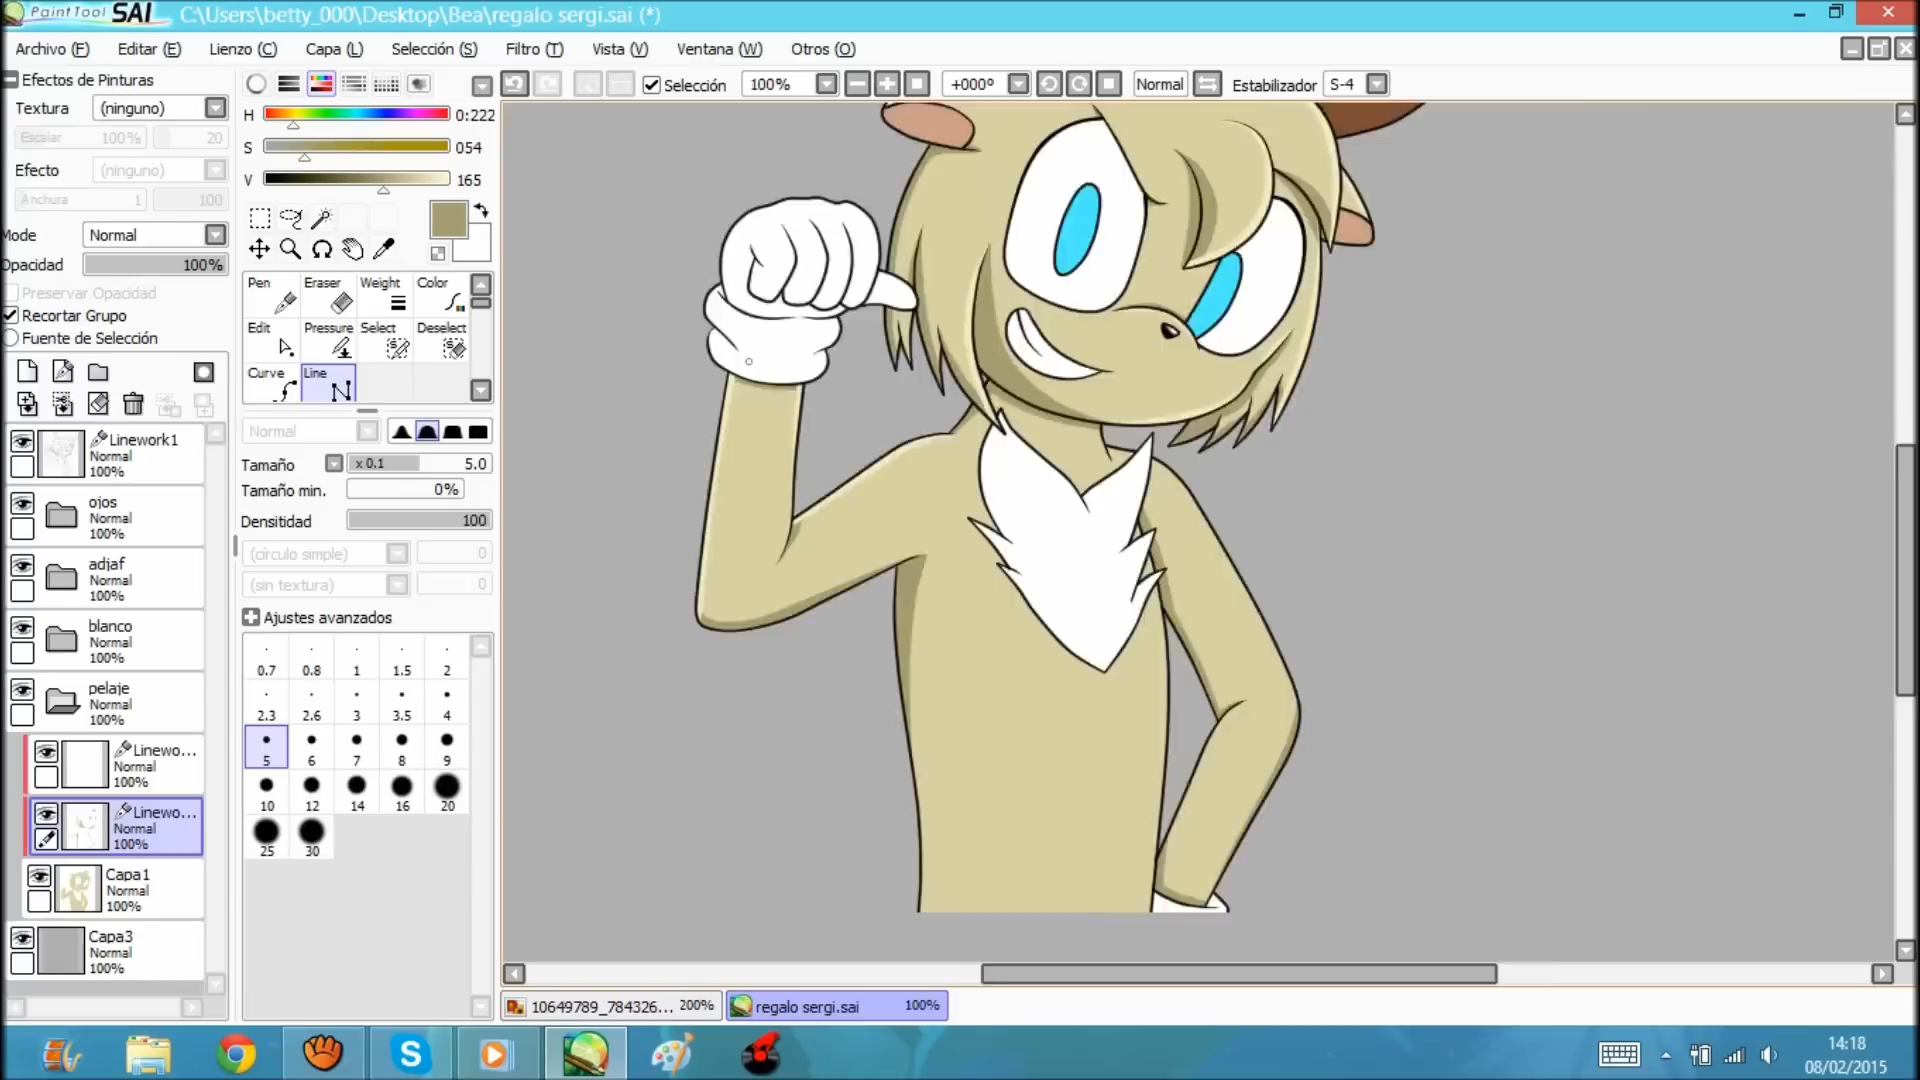 PaintTool SAI C:\Users\betty_000\Desktop\Bea\regalo sergi.sai (*)
Archivo (F) Editar (E) Lienzo (C) Capa (L) Selección (S) Filtro (T) Vista (V) Ventana (W) Otros (O)
Efectos de Pinturas
Textura (ninguno)
Escalar 100% 20
Efecto (ninguno)
Anchura 1 100
Mode Normal
Opacidad 100%
Preservar Opacidad
Recortar Grupo
Fuente de Selección
Linework1
Normal
100%
ojos
Normal
100%
adjaf
Normal
100%
blanco
Normal
100%
pelaje
Normal
100%
Linewo...
Normal
100%
Linewo...
Normal
100%
Capa1
Normal
100%
Capa3
Normal
100%
H 0:222
S 054
V 165
Pen Eraser Weight Color
Edit Pressure Select Deselect
Curve Line
Normal
Tamaño x 0.1 5.0
Tamaño min. 0%
Densitidad 100
(círculo simple) 0
(sin textura) 0
Ajustes avanzados
0.7 0.8 1 1.5 2
2.3 2.6 3 3.5 4
5 6 7 8 9
10 12 14 16 20
25 30
Selección 100% +000º Normal Estabilizador S-4
10649789_784326... 200% regalo sergi.sai 100%
14:18
08/02/2015